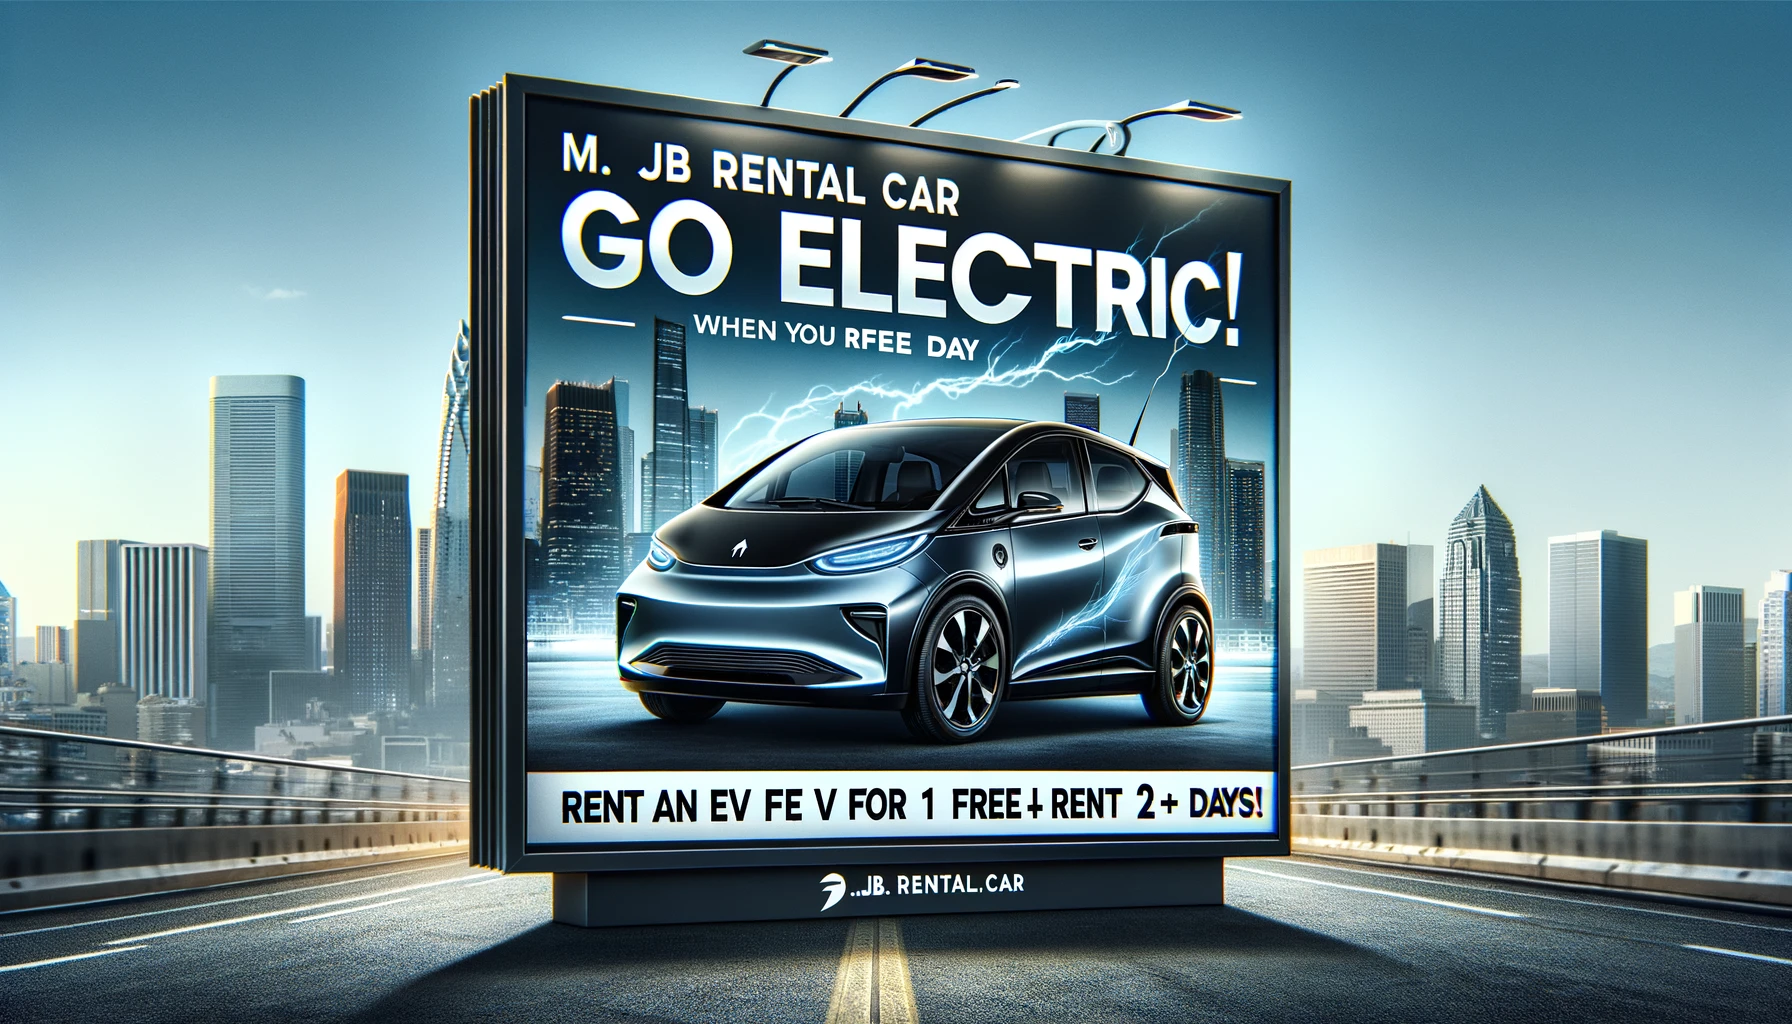 M. JB RENTAL CAR
GO ELECTRIC!
WHEN YOU RFEE DAY
RENT AN EV FE V FOR 1 FREE+RENT 2+ DAYS!
..JB. RENTAL.CAR